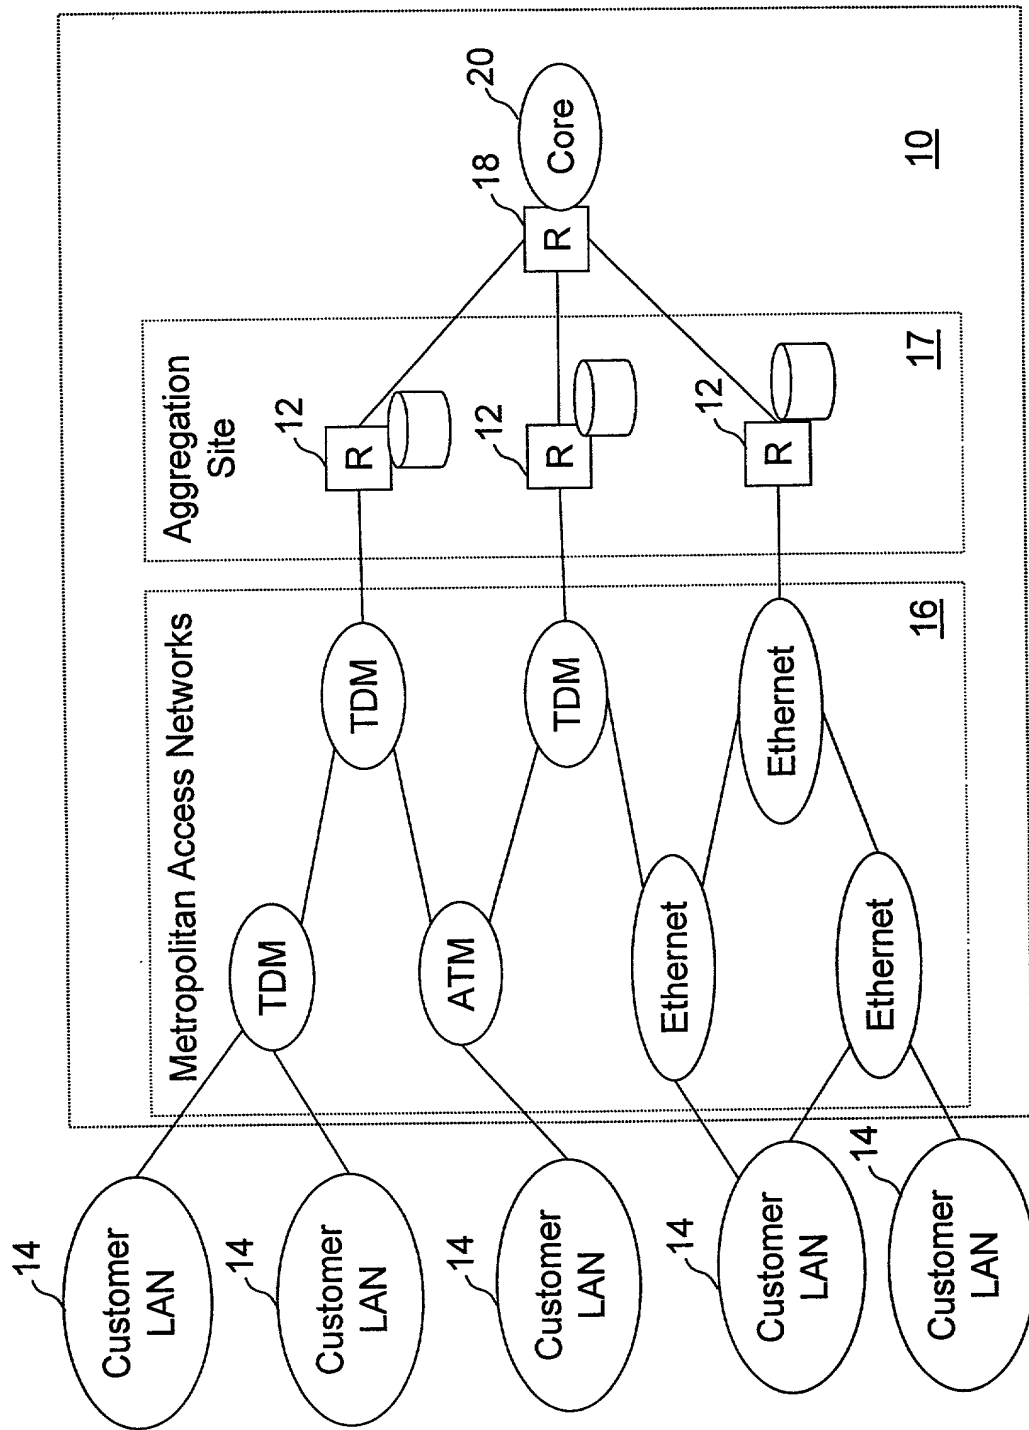 Metropolitan Access Networks
Aggregation
Site
14
Customer
LAN
TDM
TDM
12
R
18
20
14
Customer
LAN
ATM
TDM
12
R
R
Core
14
Customer
LAN
Ethernet
Ethernet
12
R
14
Customer
LAN
Ethernet
14
Customer
LAN
16
17
10